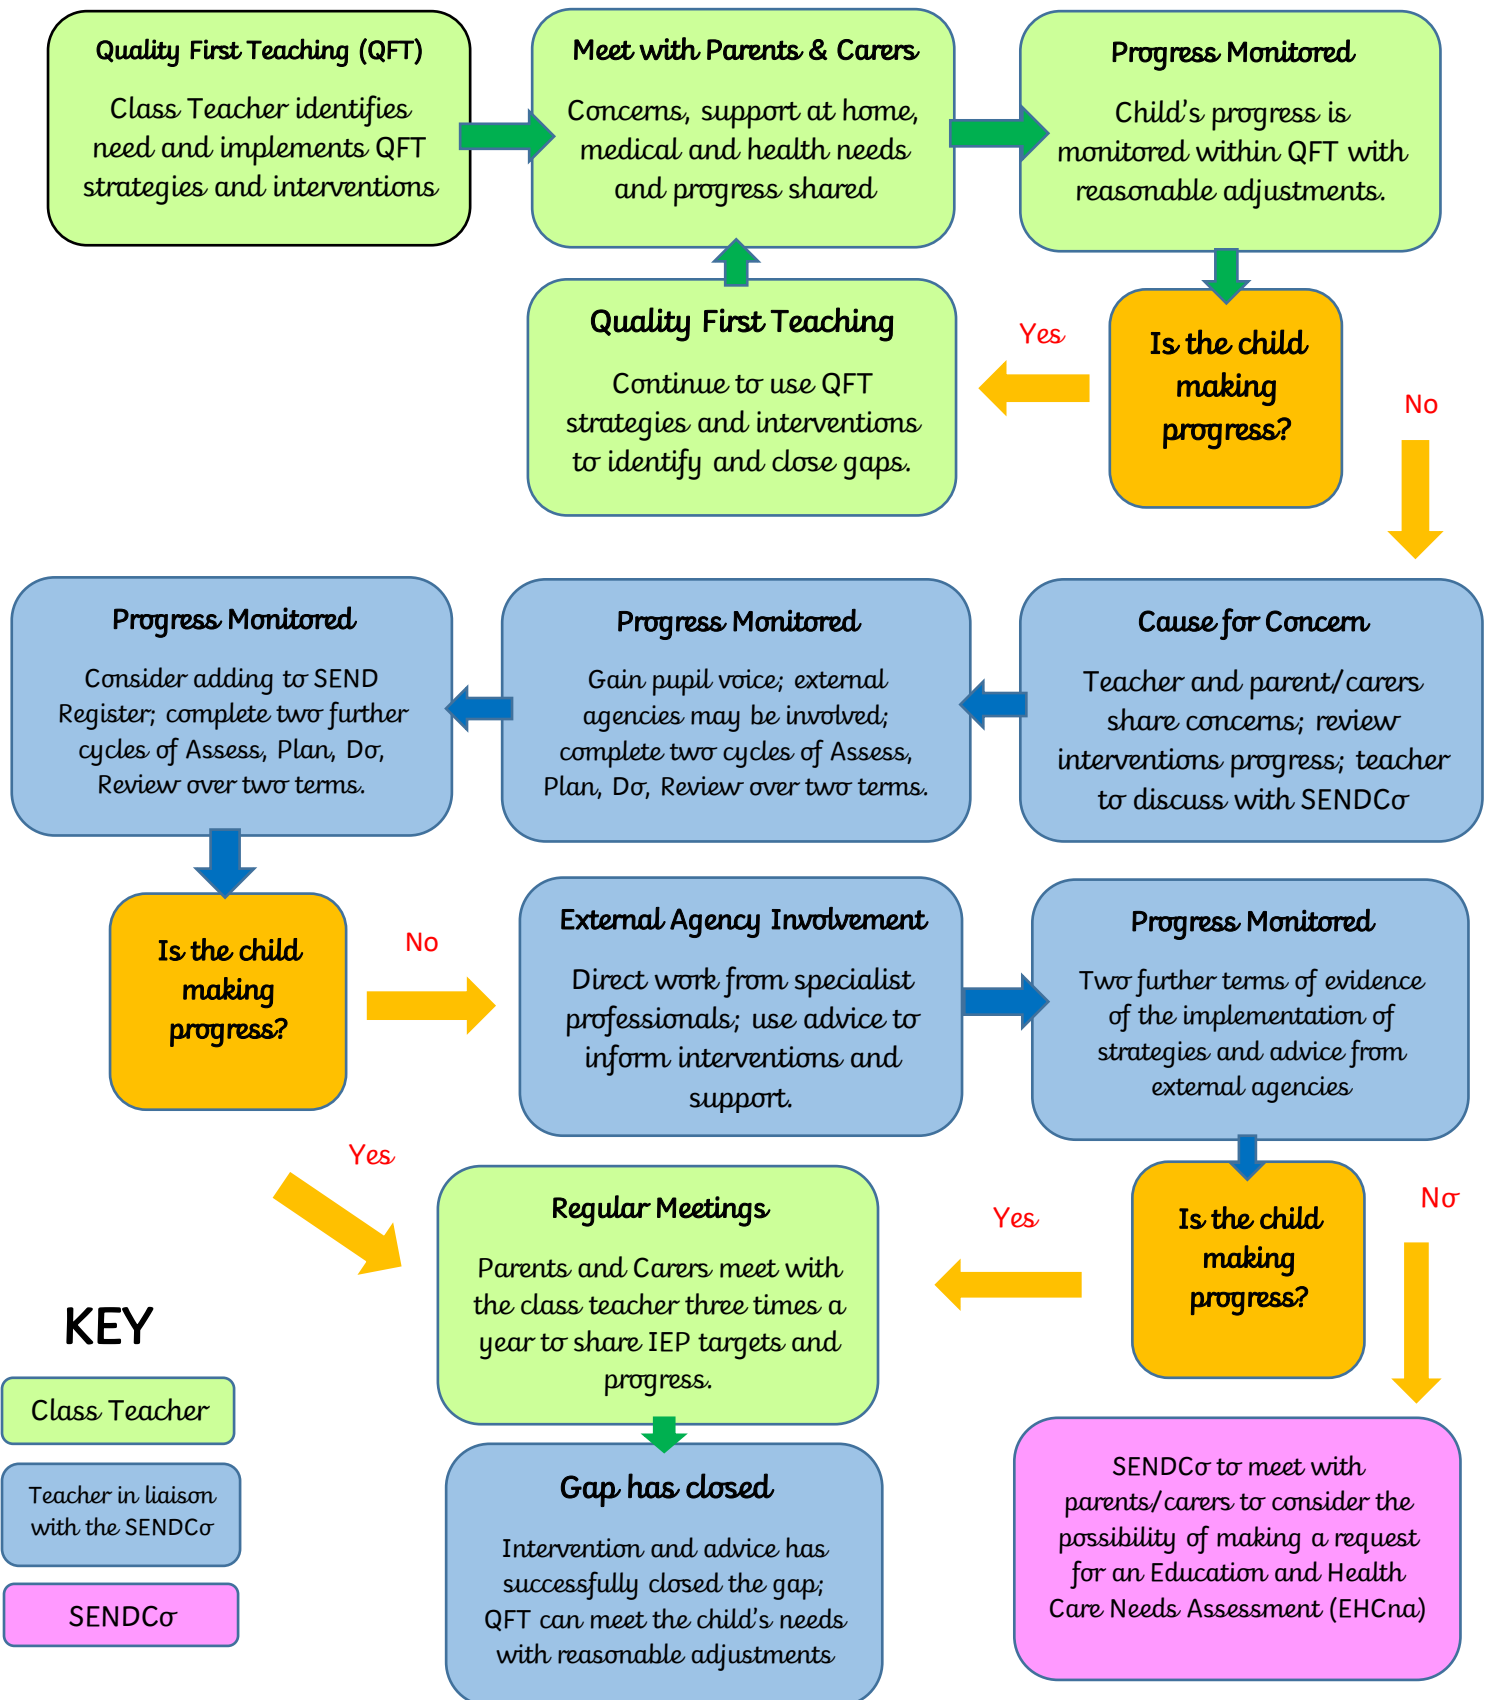 Quality First Teaching (QFT)
Class Teacher identifies
need and implements QFT
strategies and interventions
Meet with Parents & Carers
Concerns, support at home,
medical and health needs
and progress shared
Progress Monitored
Child's progress is
monitored within QFT with
reasonable adjustments.
Quality First Teaching
Continue to use QFT
strategies and interventions
to identify and close gaps.
Yes
Is the child
making
progress?
No
Progress Monitored
Consider adding to SEND
Register; complete two further
cycles of Assess, Plan, Do,
Review over two terms.
Progress Monitored
Gain pupil voice; external
agencies may be involved;
complete two cycles of Assess,
Plan, Do, Review over two terms.
Cause for Concern
Teacher and parent/carers
share concerns; review
interventions progress; teacher
to discuss with SENDCo
Is the child
making
progress?
No
External Agency Involvement
Direct work from specialist
professionals; use advice to
inform interventions and
support.
Progress Monitored
Two further terms of evidence
of the implementation of
strategies and advice from
external agencies
Yes
Regular Meetings
Parents and Carers meet with
the class teacher three times a
year to share IEP targets and
progress.
Yes
Is the child
making
progress?
No
KEY
Class Teacher
Teacher in liaison
with the SENDCo
SENDCo
Gap has closed
Intervention and advice has
successfully closed the gap;
QFT can meet the child's needs
with reasonable adjustments
SENDCo to meet with
parents/carers to consider the
possibility of making a request
for an Education and Health
Care Needs Assessment (EHCna)